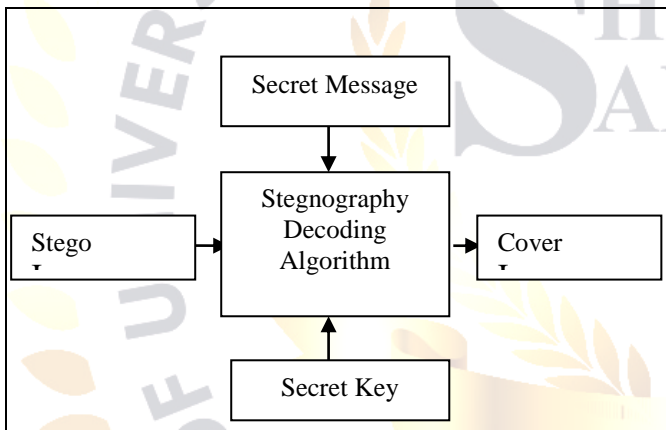 Secret Message
Stegnography
Decoding
Algorithm
Stego
Cover
Secret Key